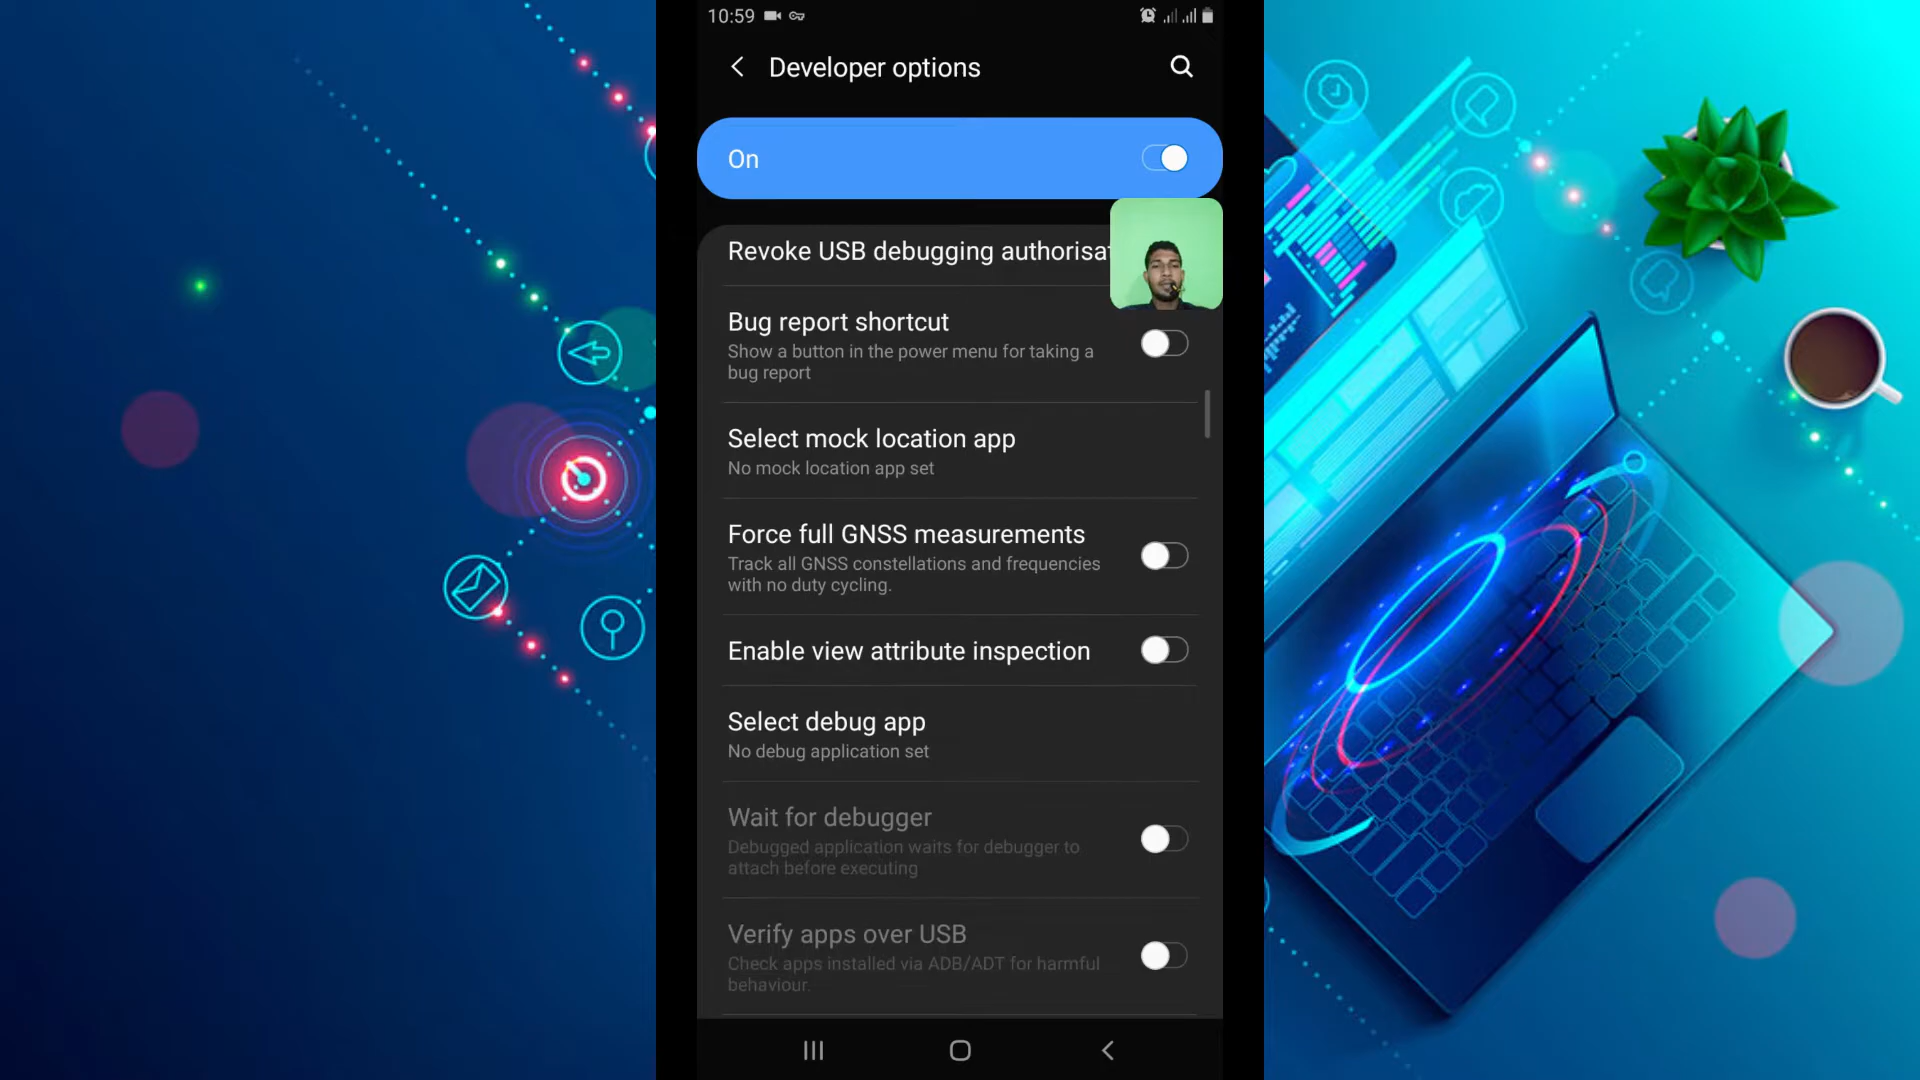 10:59
Developer options
On
Revoke USB debugging authorisat
Bug report shortcut
Show a button in the power menu for taking a
bug report
Select mock location app
No mock location app set
Force full GNSS measurements
Track all GNSS constellations and frequencies
with no duty cycling.
Enable view attribute inspection
Select debug app
No debug application set
Wait for debugger
Debugged application waits for debugger to
attach before executing
Verify apps over USB
Check apps installed via ADB/ADT for harmful
behaviour.